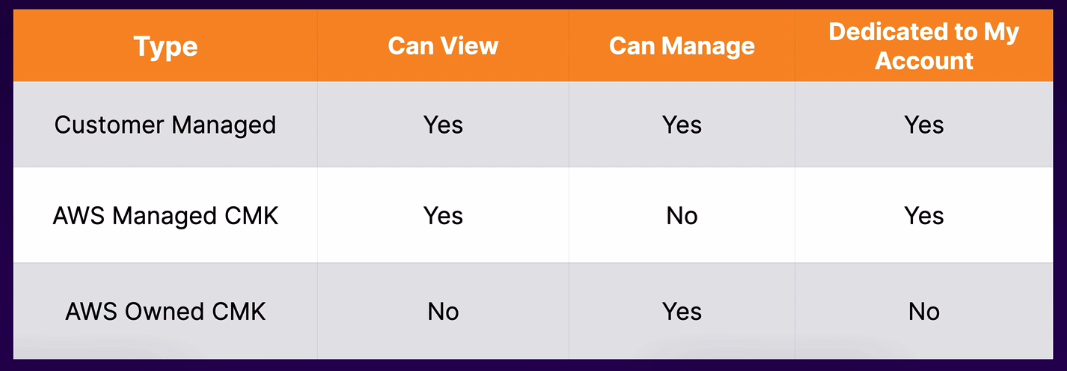 Type Can View Can Manage Dedicated to My Account
Customer Managed Yes Yes Yes
AWS Managed CMK Yes No Yes
AWS Owned CMK No Yes No